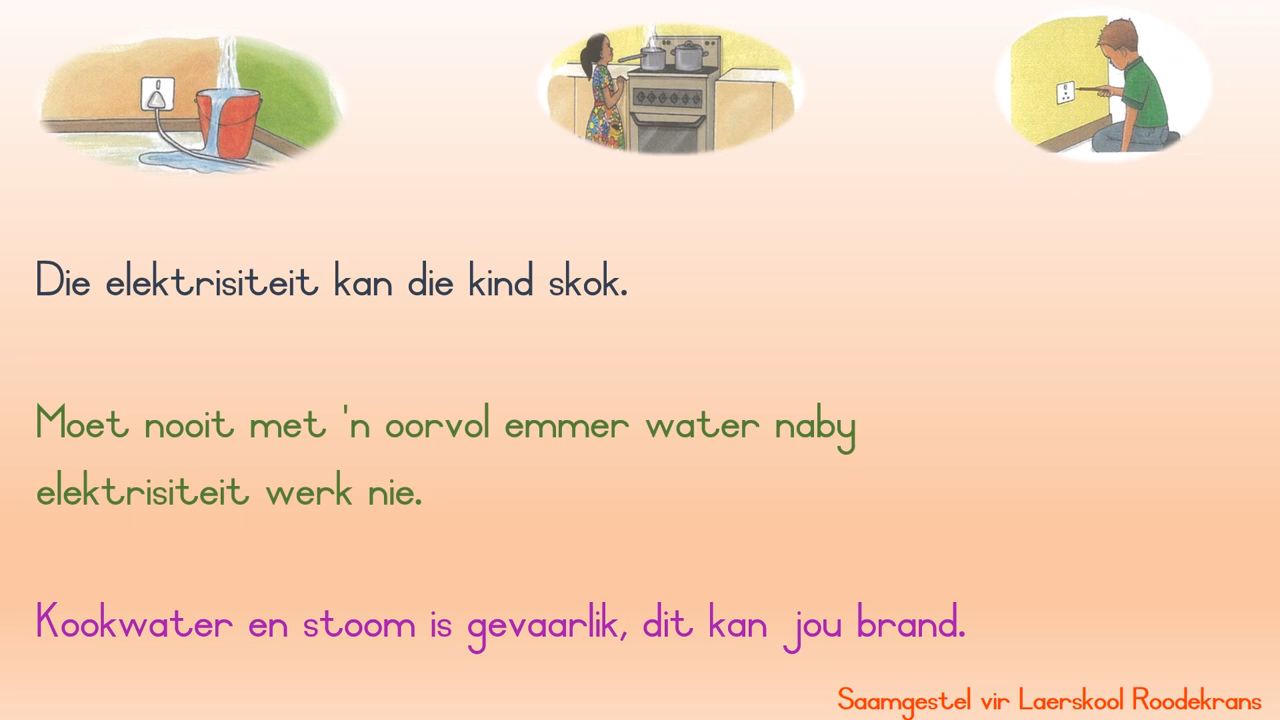 Die elektrisiteit kan die kind skok.
Moet nooit met 'n oorvol emmer water naby
elektrisiteit werk nie.
Kookwater en stoom is gevaarlik, dit kan jou brand.
Saamgestel vir Laerskool Roodekrans